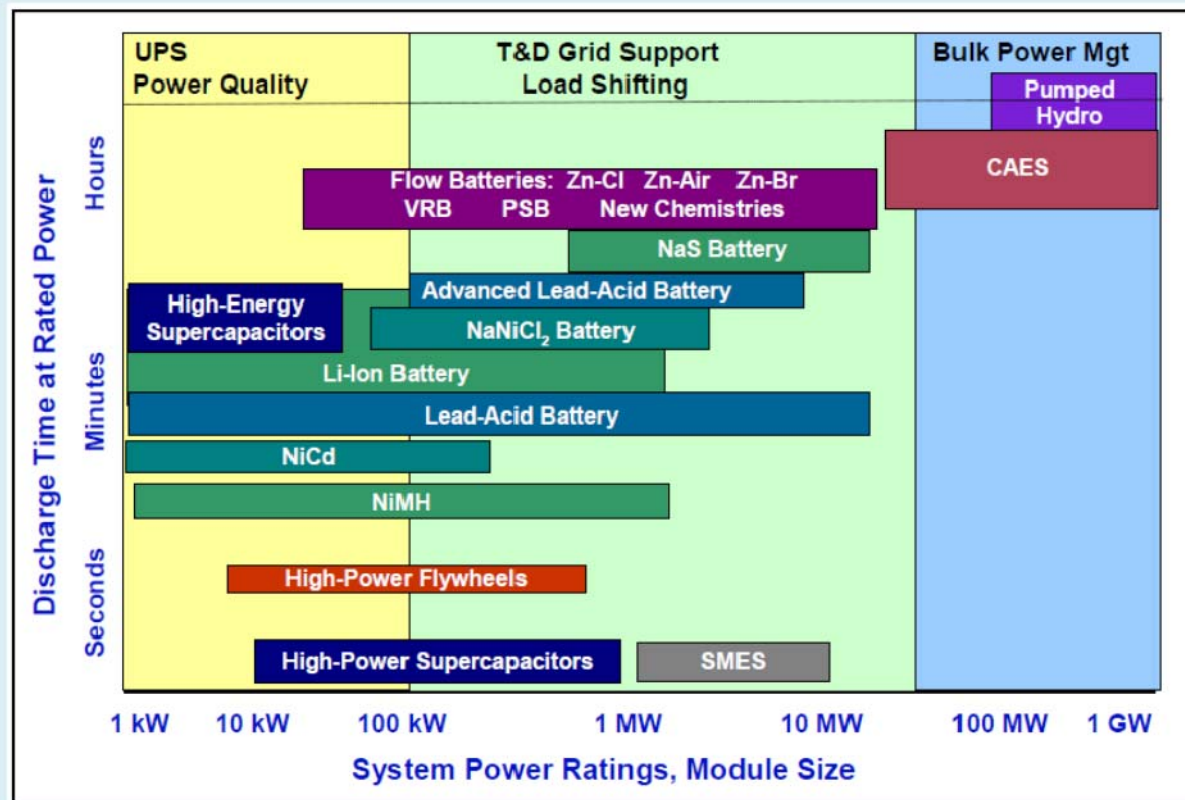 UPS
Power Quality
T&D Grid Support
Load Shifting
Bulk Power Mgt
Pumped
Hydro
CAES
Flow Batteries: Zn-Cl Zn-Air Zn-Br
VRB PSB New Chemistries
NaS Battery
Advanced Lead-Acid Battery
High-Energy
Supercapacitors
NaNiCl₂ Battery
Li-Ion Battery
Lead-Acid Battery
NiCd
NiMH
High-Power Flywheels
High-Power Supercapacitors
SMES
Discharge Time at Rated Power
Hours
Minutes
Seconds
1 kW 10 kW 100 kW 1 MW 10 MW 100 MW 1 GW
System Power Ratings, Module Size